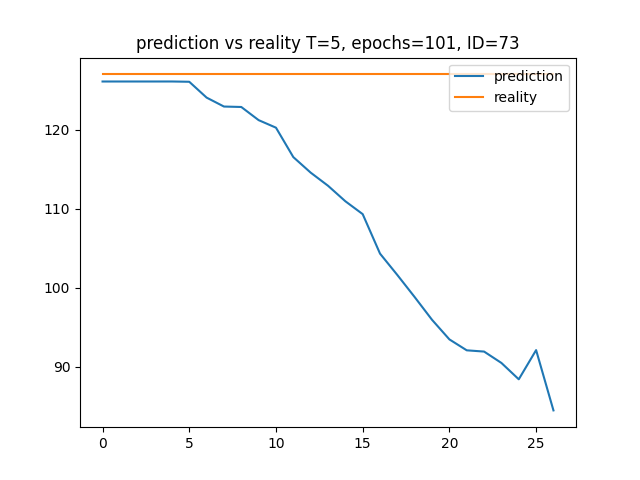 prediction vs reality T=5, epochs=101, ID=73
prediction
reality
120
110
100
90
0 5 10 15 20 25